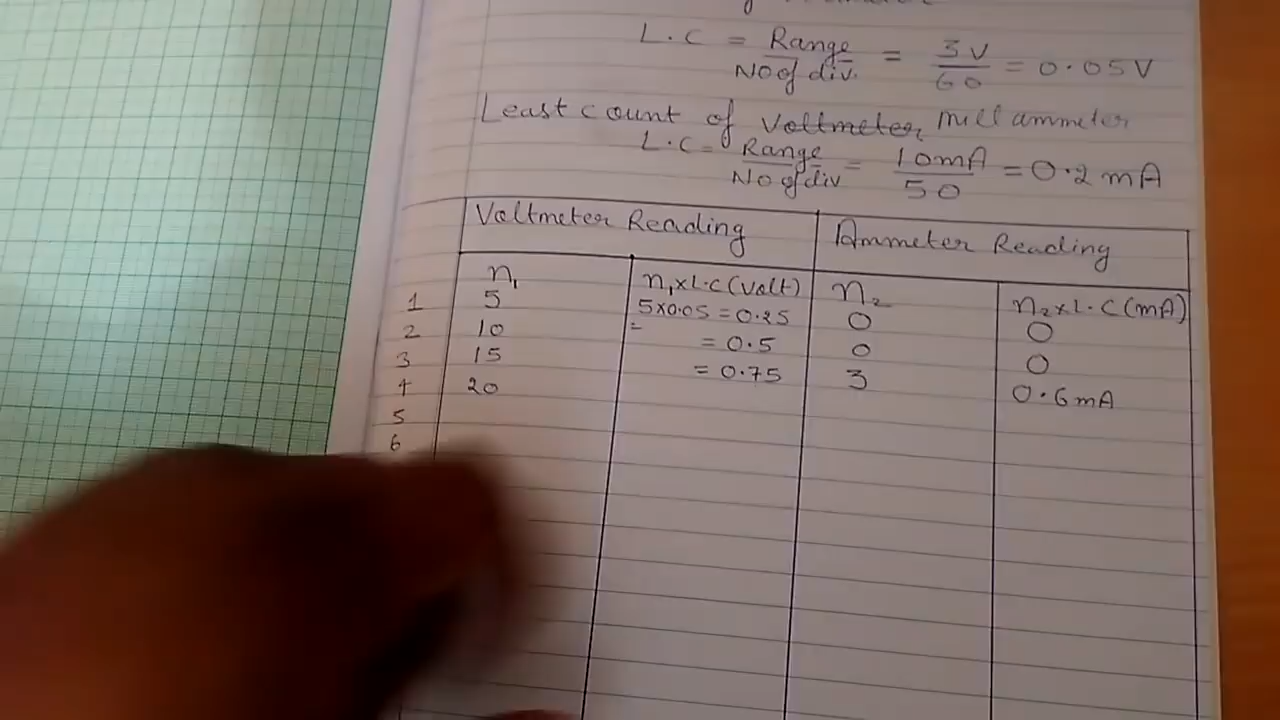 L.C = Range / No of div. = 3V / 60 = 0.05V
Least count of voltmeter millammeter
L.C = Range / No of div = 10mA / 50 = 0.2 mA
Voltmeter Reading Ammeter Reading
n₁ n₁xL.C(Volt) n₂ n₂xL.C(mA)
1 5 5x0.05=0.25 0 0
2 10 = =0.5 0 0
3 15 =0.75 3 0.6mA
4 20
5
6